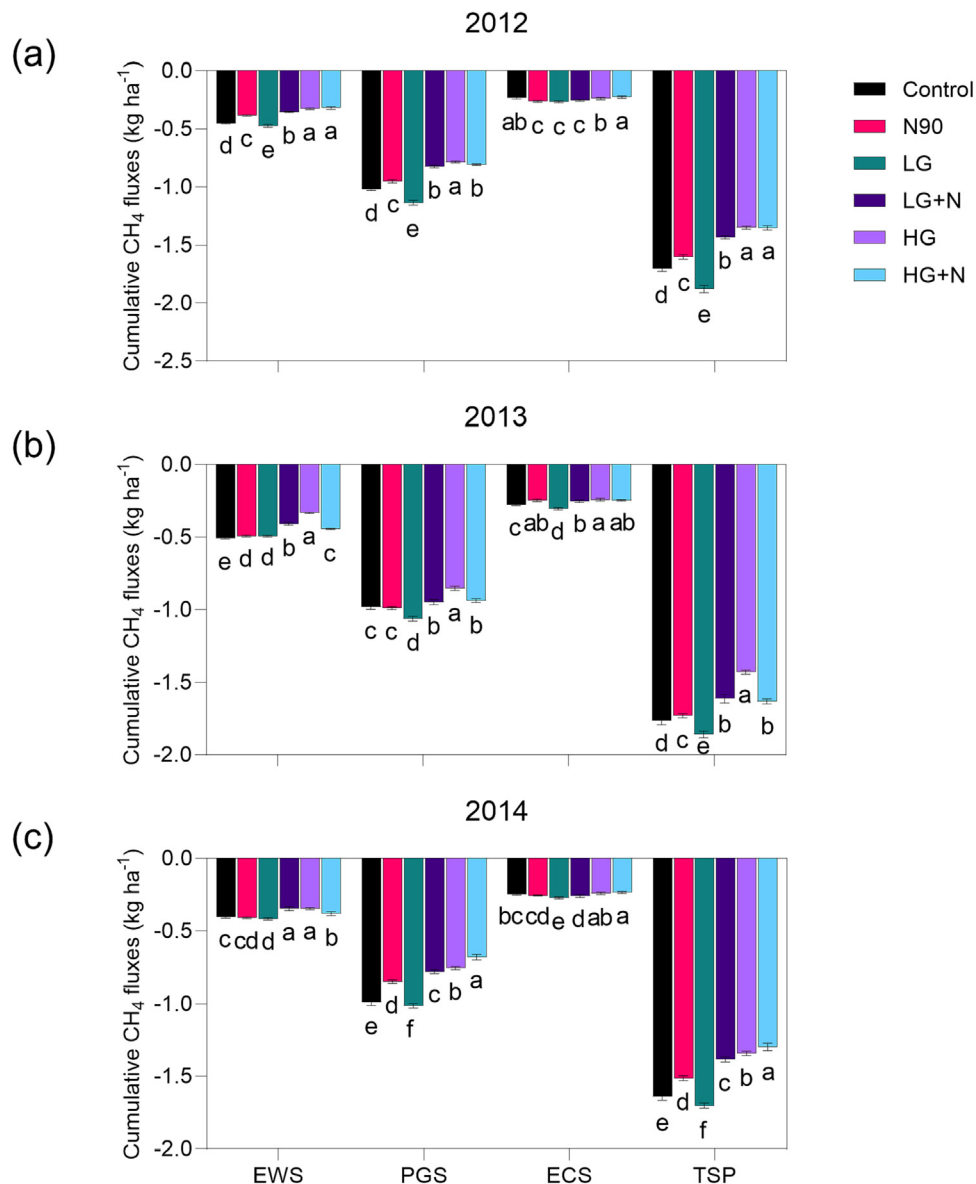 2012
(a)
Cumulative CH₄ fluxes (kg ha⁻¹)
0.0
-0.5
-1.0
-1.5
-2.0
-2.5
d c e b a a
d c e b a b
ab c c c b a
d c e b a a
Control
N90
LG
LG+N
HG
HG+N
2013
(b)
Cumulative CH₄ fluxes (kg ha⁻¹)
0.0
-0.5
-1.0
-1.5
-2.0
e d d b a c
c c d b a b
c ab d b a ab
d c e b a b
2014
(c)
Cumulative CH₄ fluxes (kg ha⁻¹)
0.0
-0.5
-1.0
-1.5
-2.0
c cd d a a b
e d f c b a
bc cd e d ab a
e d f c b a
EWS PGS ECS TSP